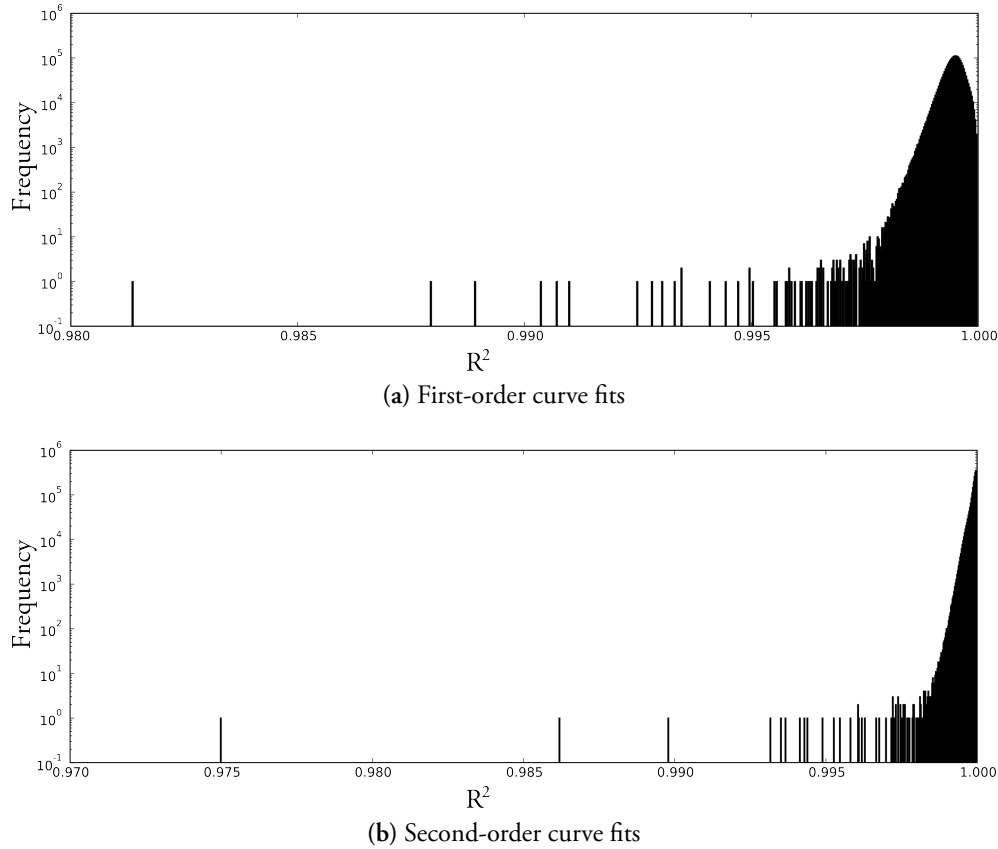 10^6
10^5
10^4
10^3
10^2
10^1
10^0
10^-1
Frequency
0.980 0.985 0.990 0.995 1.000
R^2
(a) First-order curve fits
10^6
10^5
10^4
10^3
10^2
10^1
10^0
10^-1
Frequency
0.970 0.975 0.980 0.985 0.990 0.995 1.000
R^2
(b) Second-order curve fits